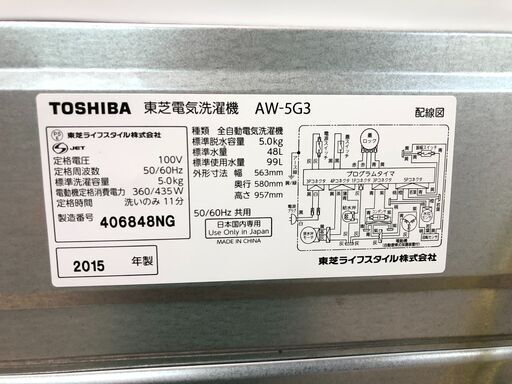 TOSHIBA 東芝電気洗濯機 AW-5G3
配線図
東芝ライフスタイル株式会社
JET
定格電圧 100V
定格周波数 50/60Hz
標準洗濯容量 5.0kg
電動機定格消費電力 360/435W
定格時間 洗いのみ 11分
製造番号 406848NG
2015 年製
種類 全自動電気洗濯機
標準脱水容量 5.0kg
標準水量 48L
標準使用水量 99L
外形寸法 幅 563mm
奥行 580mm
高さ 957mm
50/60Hz 共用
日本国内専用
Use Only in Japan
MADE IN CHINA
プログラムタイマ
東芝ライフスタイル株式会社